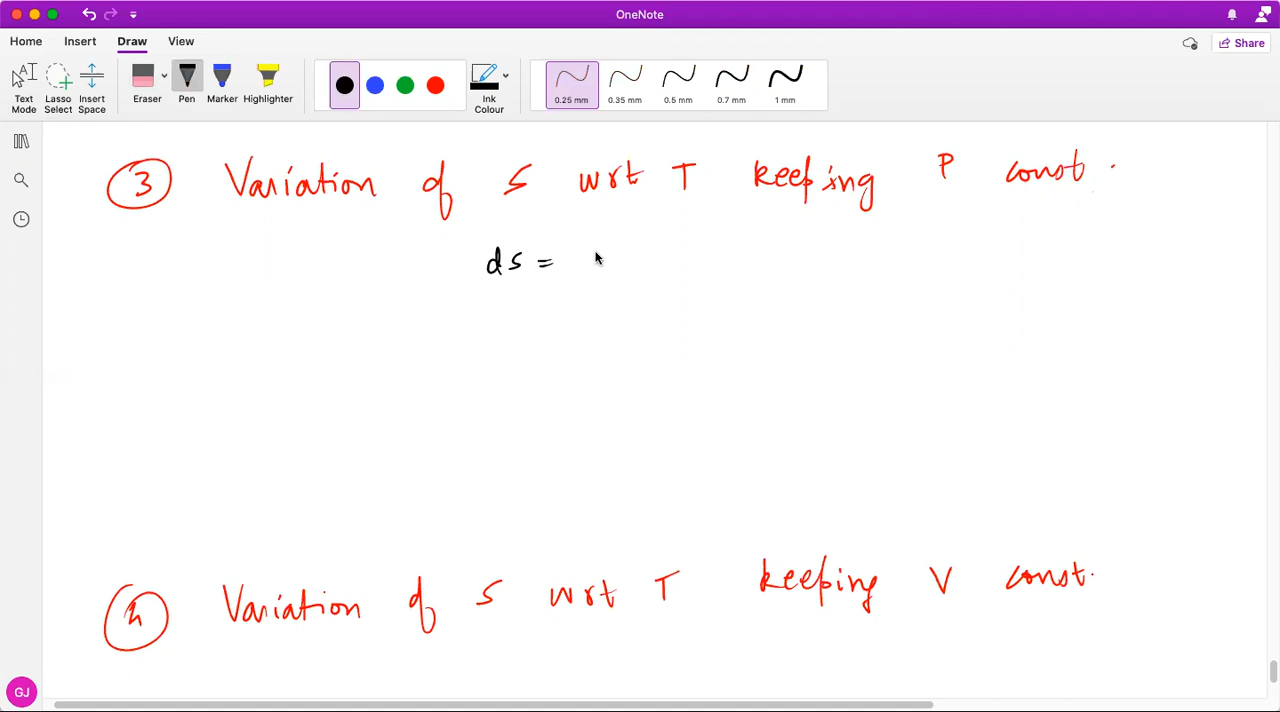 OneNote
Home Insert Draw View
Share
Text Mode
Lasso Select
Insert Space
Eraser
Pen
Marker
Highlighter
Ink Colour
0.25 mm
0.35 mm
0.5 mm
0.7 mm
1 mm
3 Variation of S wrt T keeping P const.
ds =
4 Variation of S wrt T keeping V const.
GJ